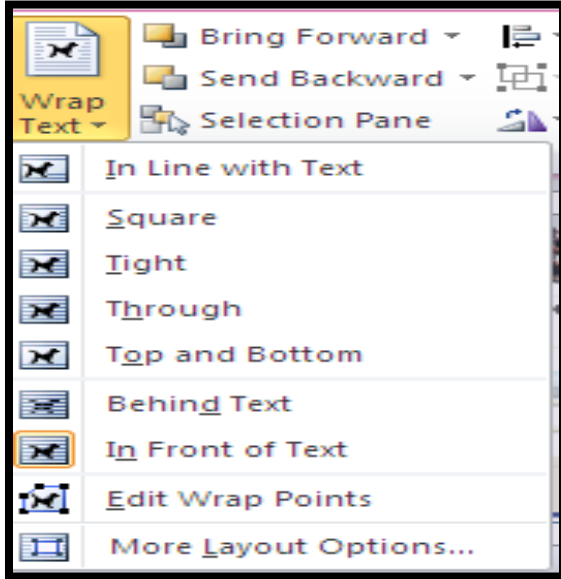 Bring Forward
Send Backward
Wrap
Text
Selection Pane
In Line with Text
Square
Tight
Through
Top and Bottom
Behind Text
In Front of Text
Edit Wrap Points
More Layout Options...